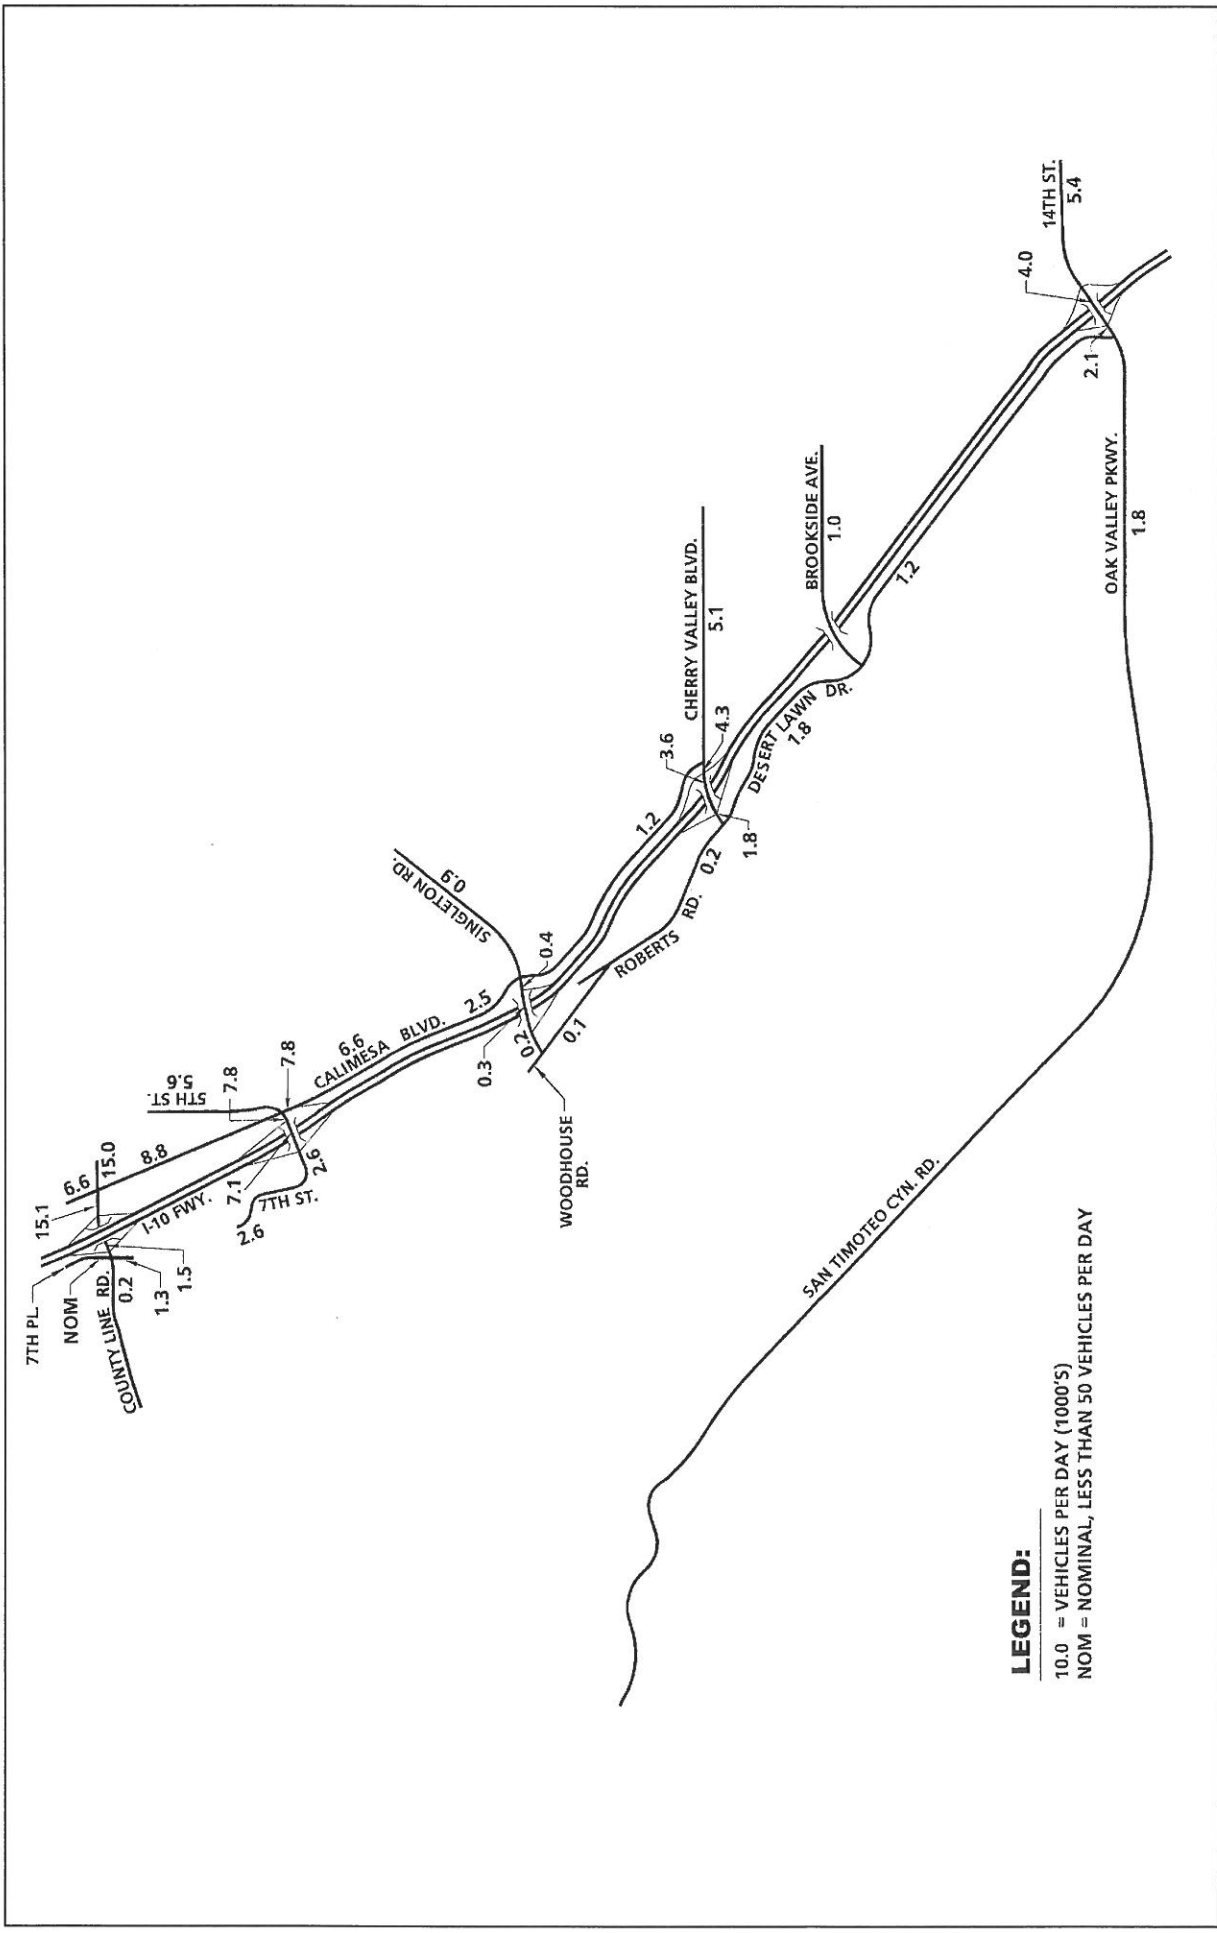 7TH PL.
NOM
COUNTY LINE RD.
0.2
1.3
1.5
15.1
6.6
15.0
8.8
I-10 FWY.
5TH ST.
5.6
7.8
7.8
7.1
2.6
7TH ST.
2.6
6.6
CALIMESA BLVD.
2.5
0.3
0.2
0.4
0.1
WOODHOUSE
RD.
SINGLETON RD.
0.9
ROBERTS RD.
0.2
1.2
3.6
4.3
1.8
CHERRY VALLEY BLVD.
5.1
DESERT LAWN DR.
1.8
BROOKSIDE AVE.
1.0
1.2
14TH ST.
5.4
4.0
2.1
OAK VALLEY PKWY.
1.8
SAN TIMOTEO CYN. RD.
LEGEND:
10.0 = VEHICLES PER DAY (1000'S)
NOM = NOMINAL, LESS THAN 50 VEHICLES PER DAY